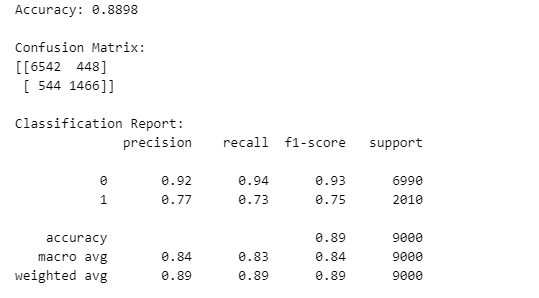 Accuracy: 0.8898
Confusion Matrix:
[[6542  448]
 [ 544 1466]]
Classification Report:
              precision    recall  f1-score   support
           0       0.92      0.94      0.93      6990
           1       0.77      0.73      0.75      2010
    accuracy                           0.89      9000
   macro avg       0.84      0.83      0.84      9000
weighted avg       0.89      0.89      0.89      9000